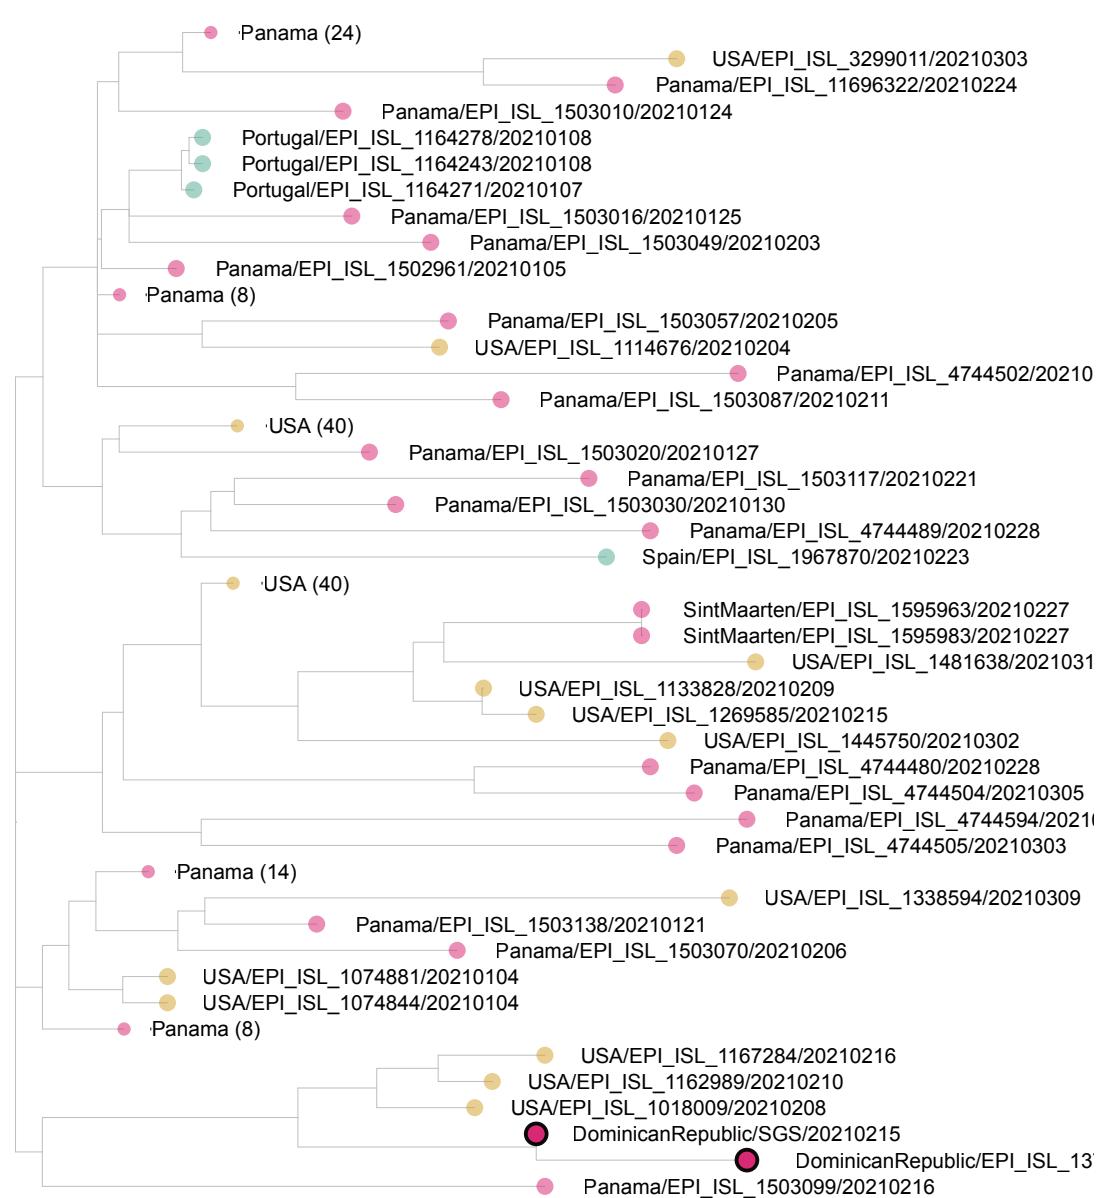 Panama (24)
USA/EPI_ISL_3299011/20210303
Panama/EPI_ISL_11696322/20210224
Panama/EPI_ISL_1503010/20210124
Portugal/EPI_ISL_1164278/20210108
Portugal/EPI_ISL_1164243/20210108
Portugal/EPI_ISL_1164271/20210107
Panama/EPI_ISL_1503016/20210125
Panama/EPI_ISL_1503049/20210203
Panama/EPI_ISL_1502961/20210105
Panama (8)
Panama/EPI_ISL_1503057/20210205
USA/EPI_ISL_1114676/20210204
Panama/EPI_ISL_4744502/20210
Panama/EPI_ISL_1503087/20210211
USA (40)
Panama/EPI_ISL_1503020/20210127
Panama/EPI_ISL_1503117/20210221
Panama/EPI_ISL_1503030/20210130
Panama/EPI_ISL_4744489/20210228
Spain/EPI_ISL_1967870/20210223
USA (40)
SintMaarten/EPI_ISL_1595963/20210227
SintMaarten/EPI_ISL_1595983/20210227
USA/EPI_ISL_1481638/2021031
USA/EPI_ISL_1133828/20210209
USA/EPI_ISL_1269585/20210215
USA/EPI_ISL_1445750/20210302
Panama/EPI_ISL_4744480/20210228
Panama/EPI_ISL_4744504/20210305
Panama/EPI_ISL_4744594/20210
Panama/EPI_ISL_4744505/20210303
Panama (14)
USA/EPI_ISL_1338594/20210309
Panama/EPI_ISL_1503138/20210121
Panama/EPI_ISL_1503070/20210206
USA/EPI_ISL_1074881/20210104
USA/EPI_ISL_1074844/20210104
Panama (8)
USA/EPI_ISL_1167284/20210216
USA/EPI_ISL_1162989/20210210
USA/EPI_ISL_1018009/20210208
DominicanRepublic/SGS/20210215
DominicanRepublic/EPI_ISL_137
Panama/EPI_ISL_1503099/20210216